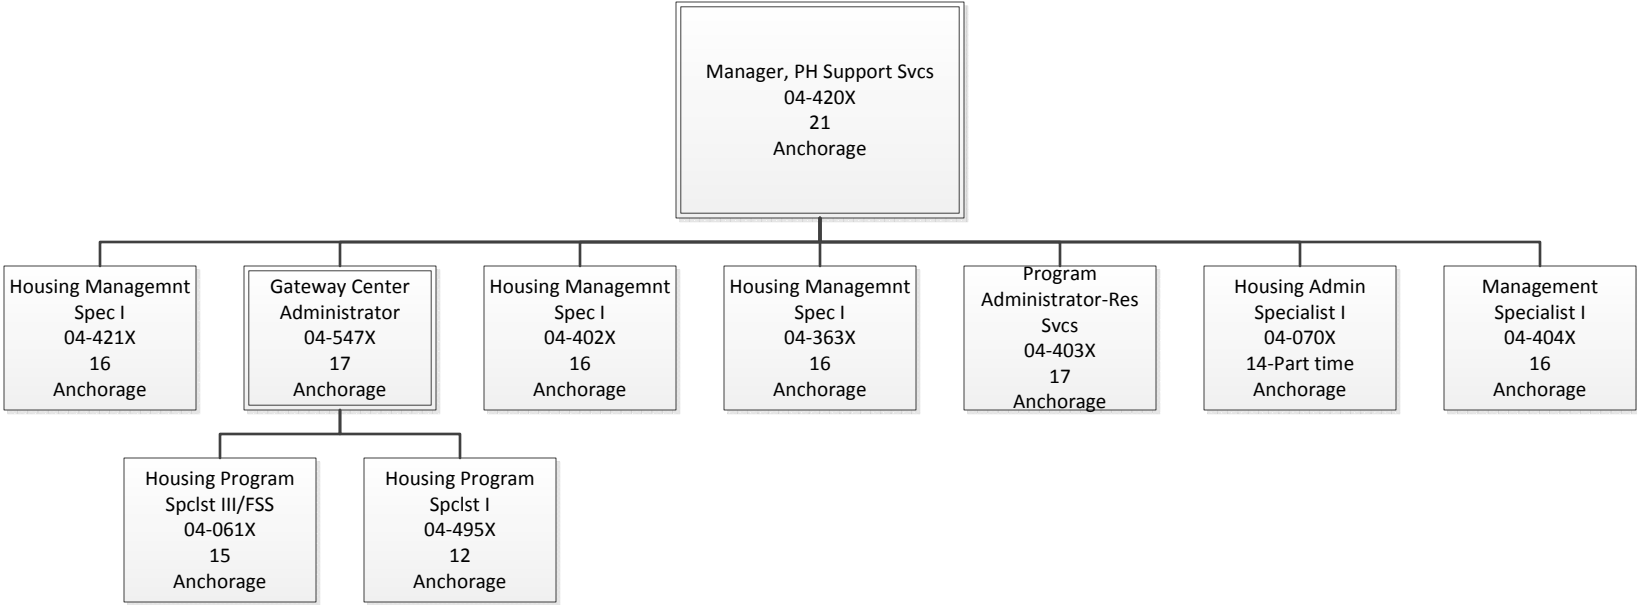 Manager, PH Support Svcs
04-420X
21
Anchorage
Housing Managemnt
Spec I
04-421X
16
Anchorage
Gateway Center
Administrator
04-547X
17
Anchorage
Housing Managemnt
Spec I
04-402X
16
Anchorage
Housing Managemnt
Spec I
04-363X
16
Anchorage
Program
Administrator-Res
Svcs
04-403X
17
Anchorage
Housing Admin
Specialist I
04-070X
14-Part time
Anchorage
Management
Specialist I
04-404X
16
Anchorage
Housing Program
Spclst III/FSS
04-061X
15
Anchorage
Housing Program
Spclst I
04-495X
12
Anchorage